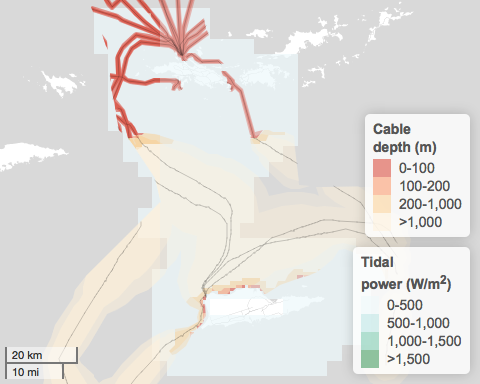 Cable
depth (m)
0-100
100-200
200-1,000
>1,000
Tidal
power (W/m²)
0-500
500-1,000
1,000-1,500
>1,500
20 km
10 mi